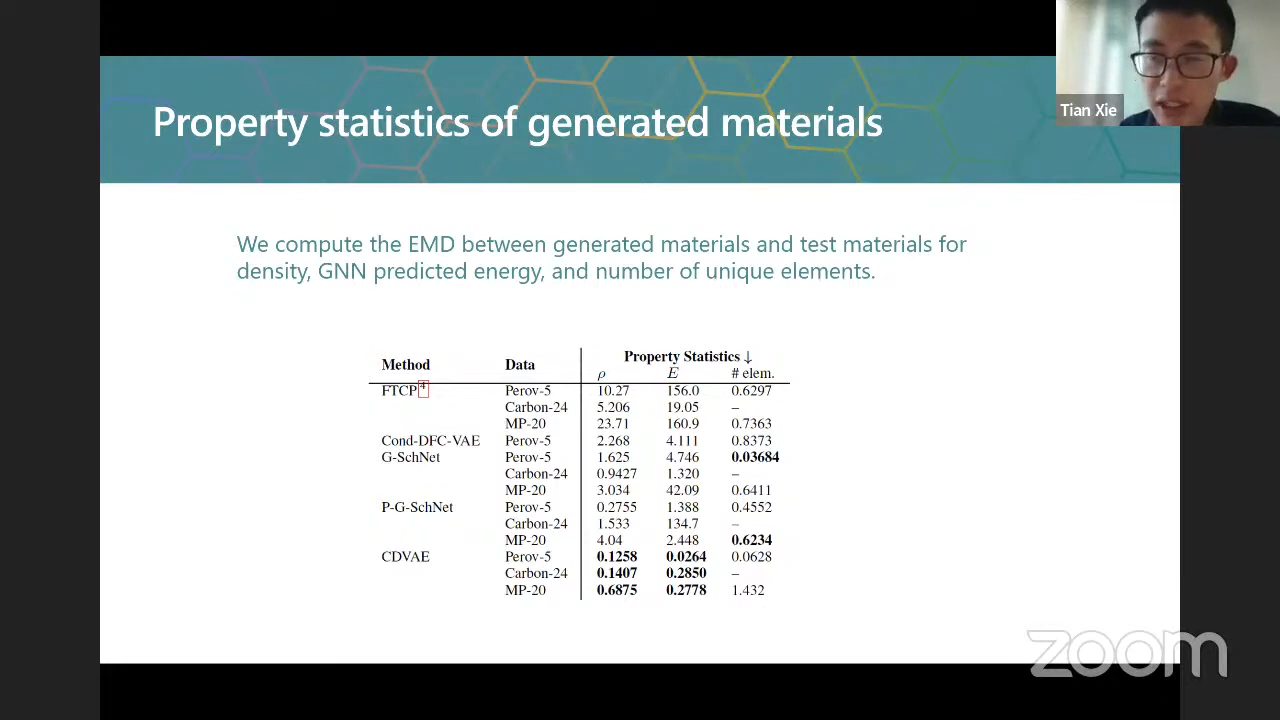 Tian Xie
Property statistics of generated materials
We compute the EMD between generated materials and test materials for
density, GNN predicted energy, and number of unique elements.
Method Data Property Statistics ↓
ρ E # elem.
FTCP 4 Perov-5 10.27 156.0 0.6297
Carbon-24 5.206 19.05 –
MP-20 23.71 160.9 0.7363
Cond-DFC-VAE Perov-5 2.268 4.111 0.8373
G-SchNet Perov-5 1.625 4.746 0.03684
Carbon-24 0.9427 1.320 –
MP-20 3.034 42.09 0.6411
P-G-SchNet Perov-5 0.2755 1.388 0.4552
Carbon-24 1.533 134.7 –
MP-20 4.04 2.448 0.6234
CDVAE Perov-5 0.1258 0.0264 0.0628
Carbon-24 0.1407 0.2850 –
MP-20 0.6875 0.2778 1.432
zoom